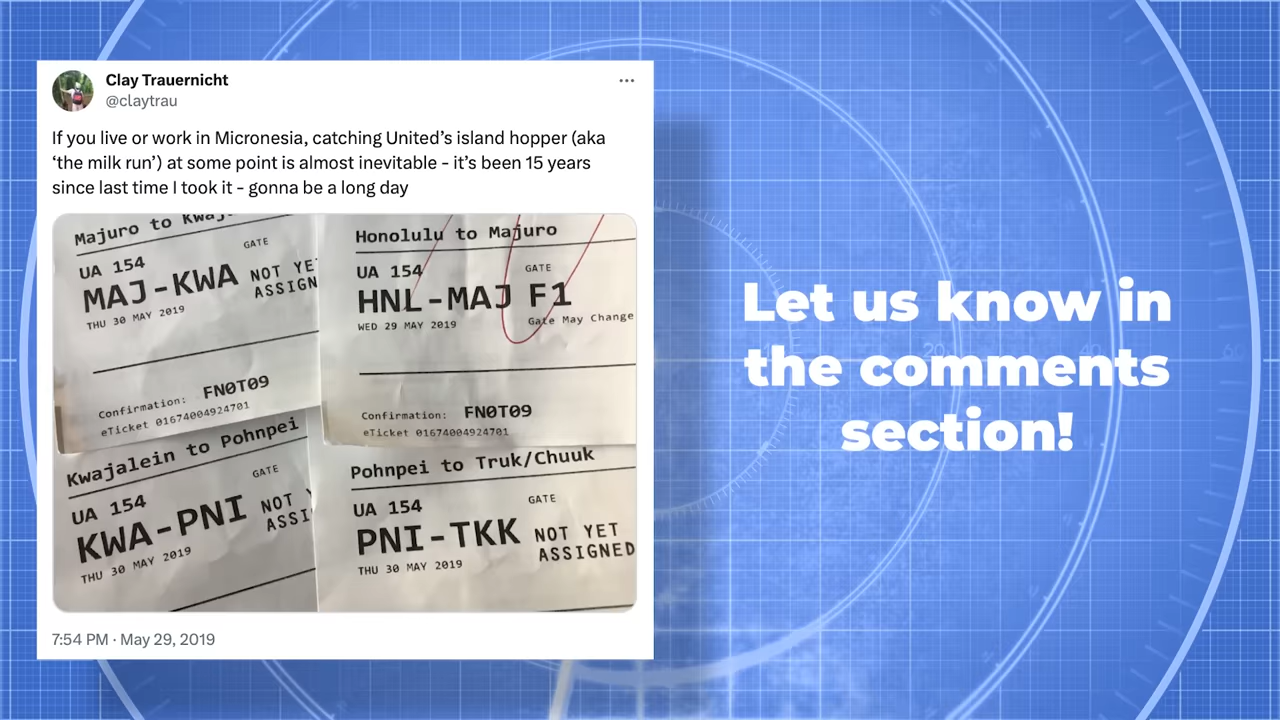 Clay Trauernicht
@claytrau
If you live or work in Micronesia, catching United’s island hopper (aka
‘the milk run’) at some point is almost inevitable - it’s been 15 years
since last time I took it - gonna be a long day
Majuro to Kwaj
GATE
UA 154
MAJ-KWA
NOT YE
ASSIGN
THU 30 MAY 2019
Confirmation: FN0T09
eTicket 01674004924701
Honolulu to Majuro
UA 154
GATE
HNL-MAJ F1
WED 29 MAY 2019
Gate May Change
Confirmation: FN0T09
eTicket 01674004924701
Kwajalein to Pohnpei
UA 154
GATE
KWA-PNI
NOT Y
ASSI
THU 30 MAY 2019
Pohnpei to Truk/Chuuk
UA 154
GATE
PNI-TKK
NOT YET
ASSIGNED
THU 30 MAY 2019
7:54 PM · May 29, 2019
Let us know in
the comments
section!
20
40
60